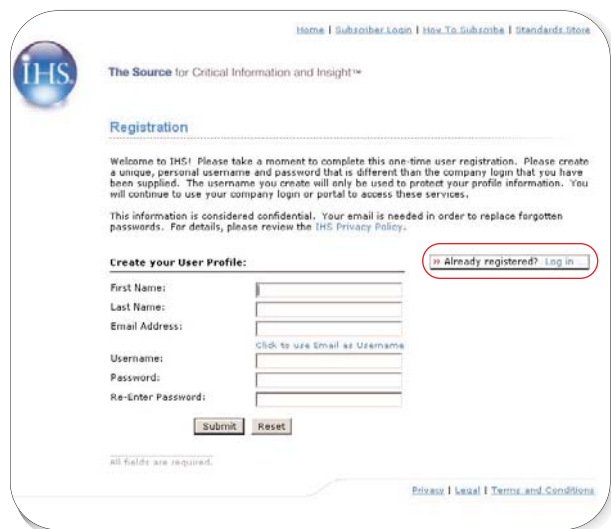 Home | Subscriber Login | How To Subscribe | Standards Store
IHS
The Source for Critical Information and Insight™
Registration
Welcome to IHS! Please take a moment to complete this one-time user registration. Please create
a unique, personal username and password that is different than the company login that you have
been supplied. The username you create will only be used to protect your profile information. You
will continue to use your company login or portal to access these services.
This information is considered confidential. Your email is needed in order to replace forgotten
passwords. For details, please review the IHS Privacy Policy.
Create your User Profile:
» Already registered? Log in
First Name:
Last Name:
Email Address:
Click to use Email as Username
Username:
Password:
Re-Enter Password:
Submit Reset
All fields are required.
Privacy | Legal | Terms and Conditions